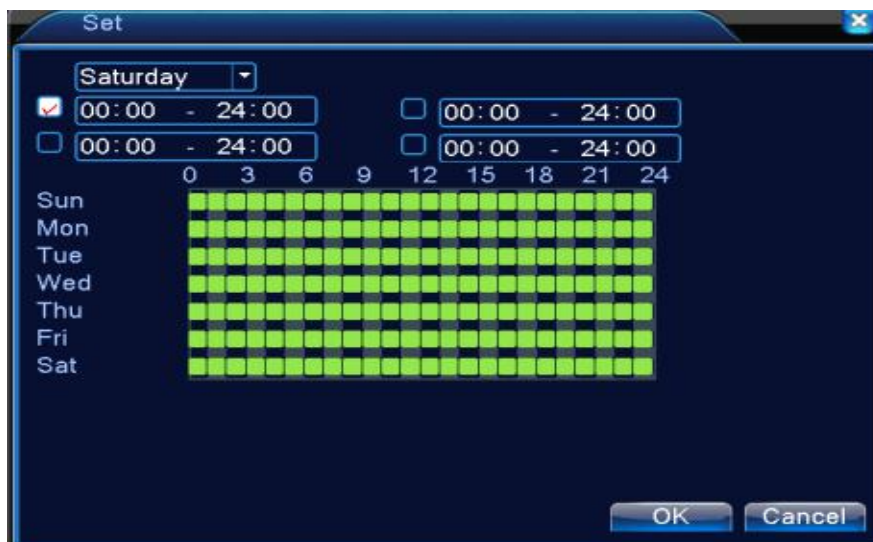 Set
Saturday
00:00 - 24:00 00:00 - 24:00
00:00 - 24:00 00:00 - 24:00
0 3 6 9 12 15 18 21 24
Sun
Mon
Tue
Wed
Thu
Fri
Sat
OK Cancel